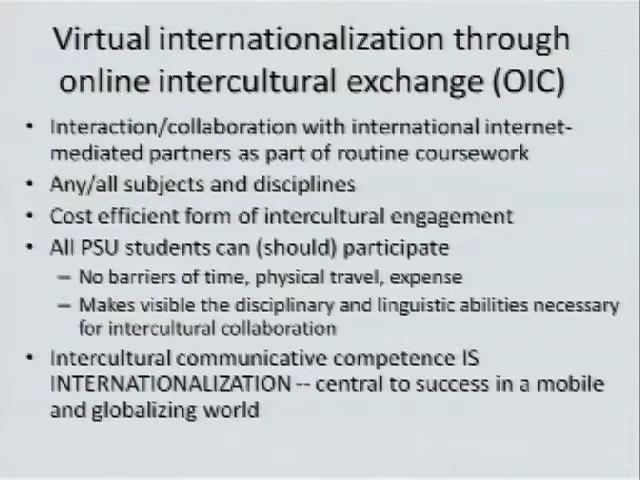 Virtual internationalization through
online intercultural exchange (OIC)
• Interaction/collaboration with international internet-
mediated partners as part of routine coursework
• Any/all subjects and disciplines
• Cost efficient form of intercultural engagement
• All PSU students can (should) participate
– No barriers of time, physical travel, expense
– Makes visible the disciplinary and linguistic abilities necessary
for intercultural collaboration
• Intercultural communicative competence IS
INTERNATIONALIZATION -- central to success in a mobile
and globalizing world